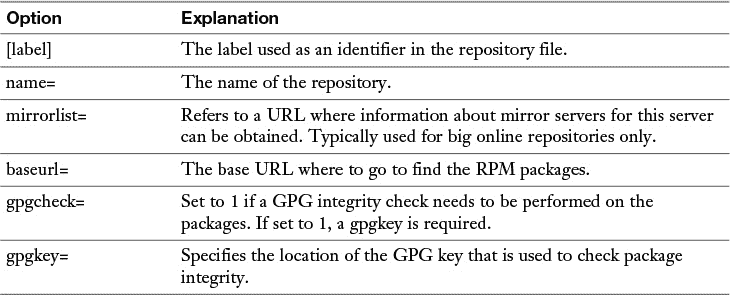 Option Explanation
[label] The label used as an identifier in the repository file.
name= The name of the repository.
mirrorlist= Refers to a URL where information about mirror servers for this server
can be obtained. Typically used for big online repositories only.
baseurl= The base URL where to go to find the RPM packages.
gpgcheck= Set to 1 if a GPG integrity check needs to be performed on the
packages. If set to 1, a gpgkey is required.
gpgkey= Specifies the location of the GPG key that is used to check package
integrity.